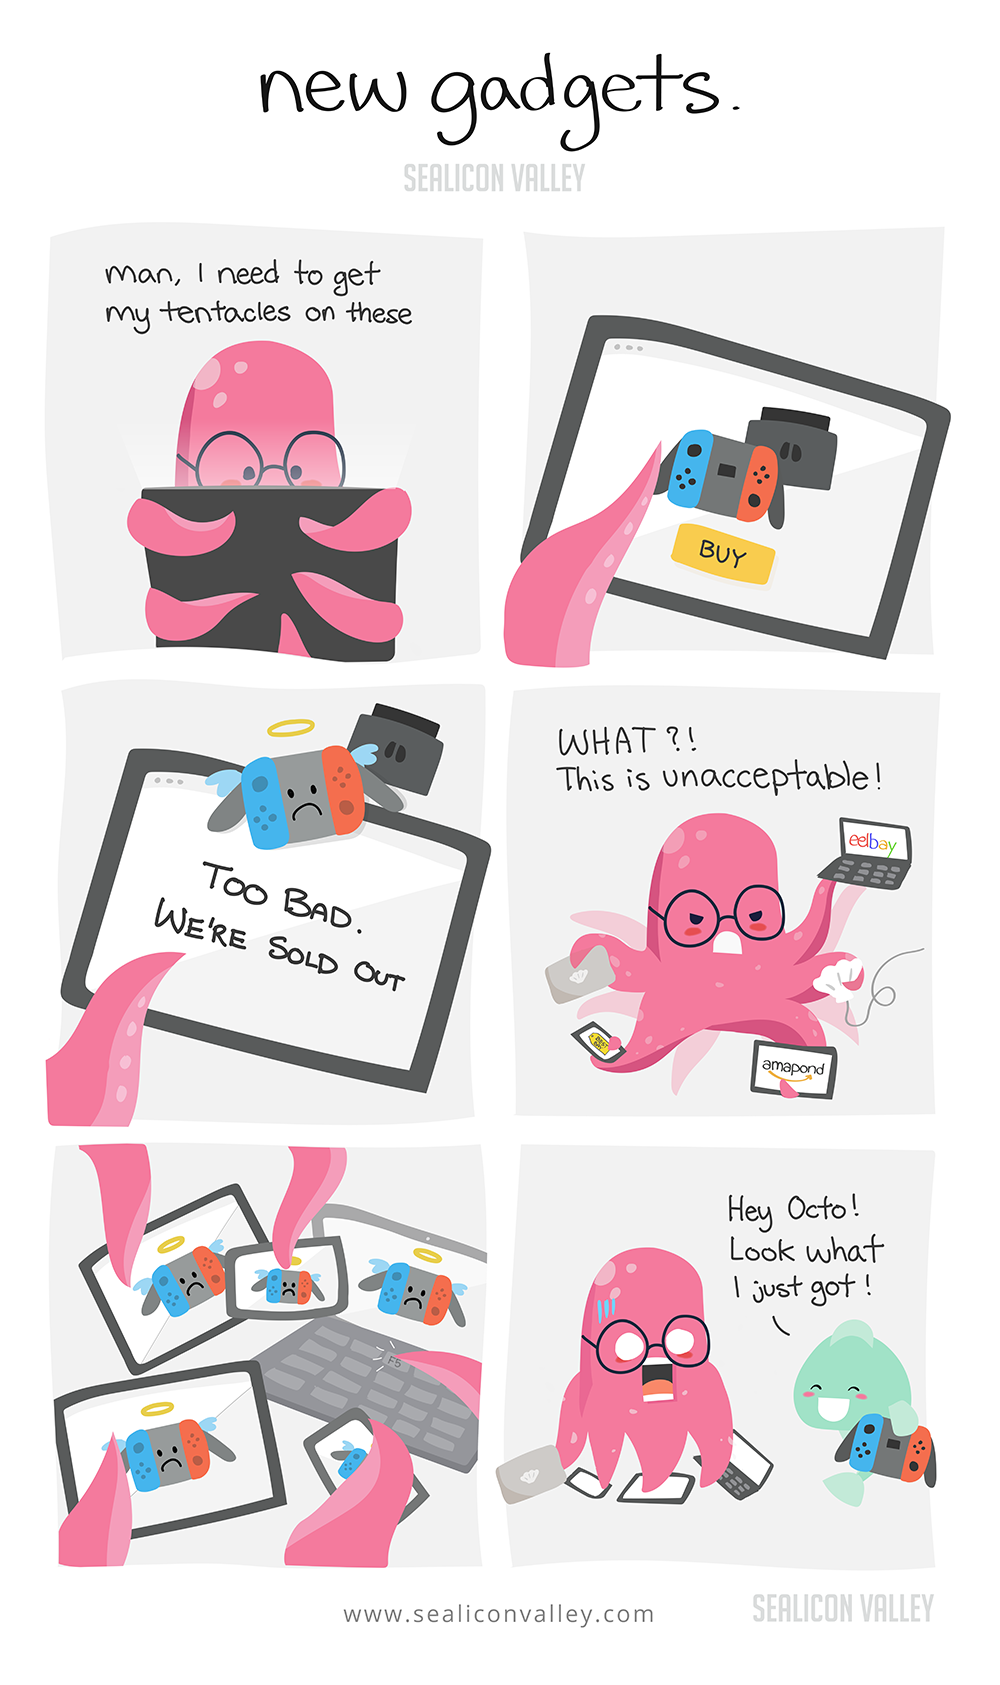 new gadgets.
SEALICON VALLEY
man, I need to get
my tentacles on these
BUY
TOO BAD.
WE'RE SOLD OUT
WHAT?!
This is unacceptable!
eelbay
amapond
F5
Hey Octo!
Look what
I just got!
www.sealiconvalley.com
SEALICON VALLEY